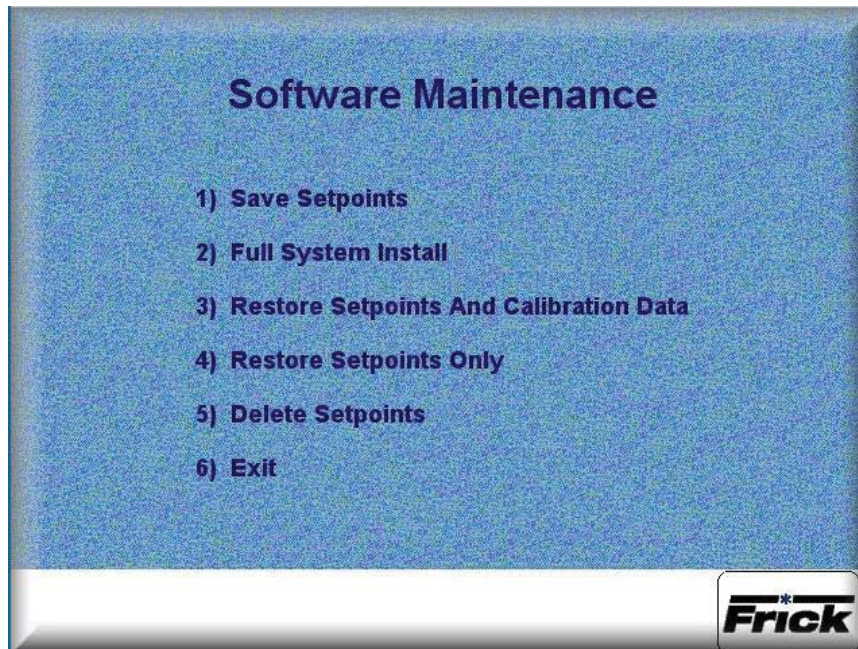 Software Maintenance
1) Save Setpoints
2) Full System Install
3) Restore Setpoints And Calibration Data
4) Restore Setpoints Only
5) Delete Setpoints
6) Exit
Frick